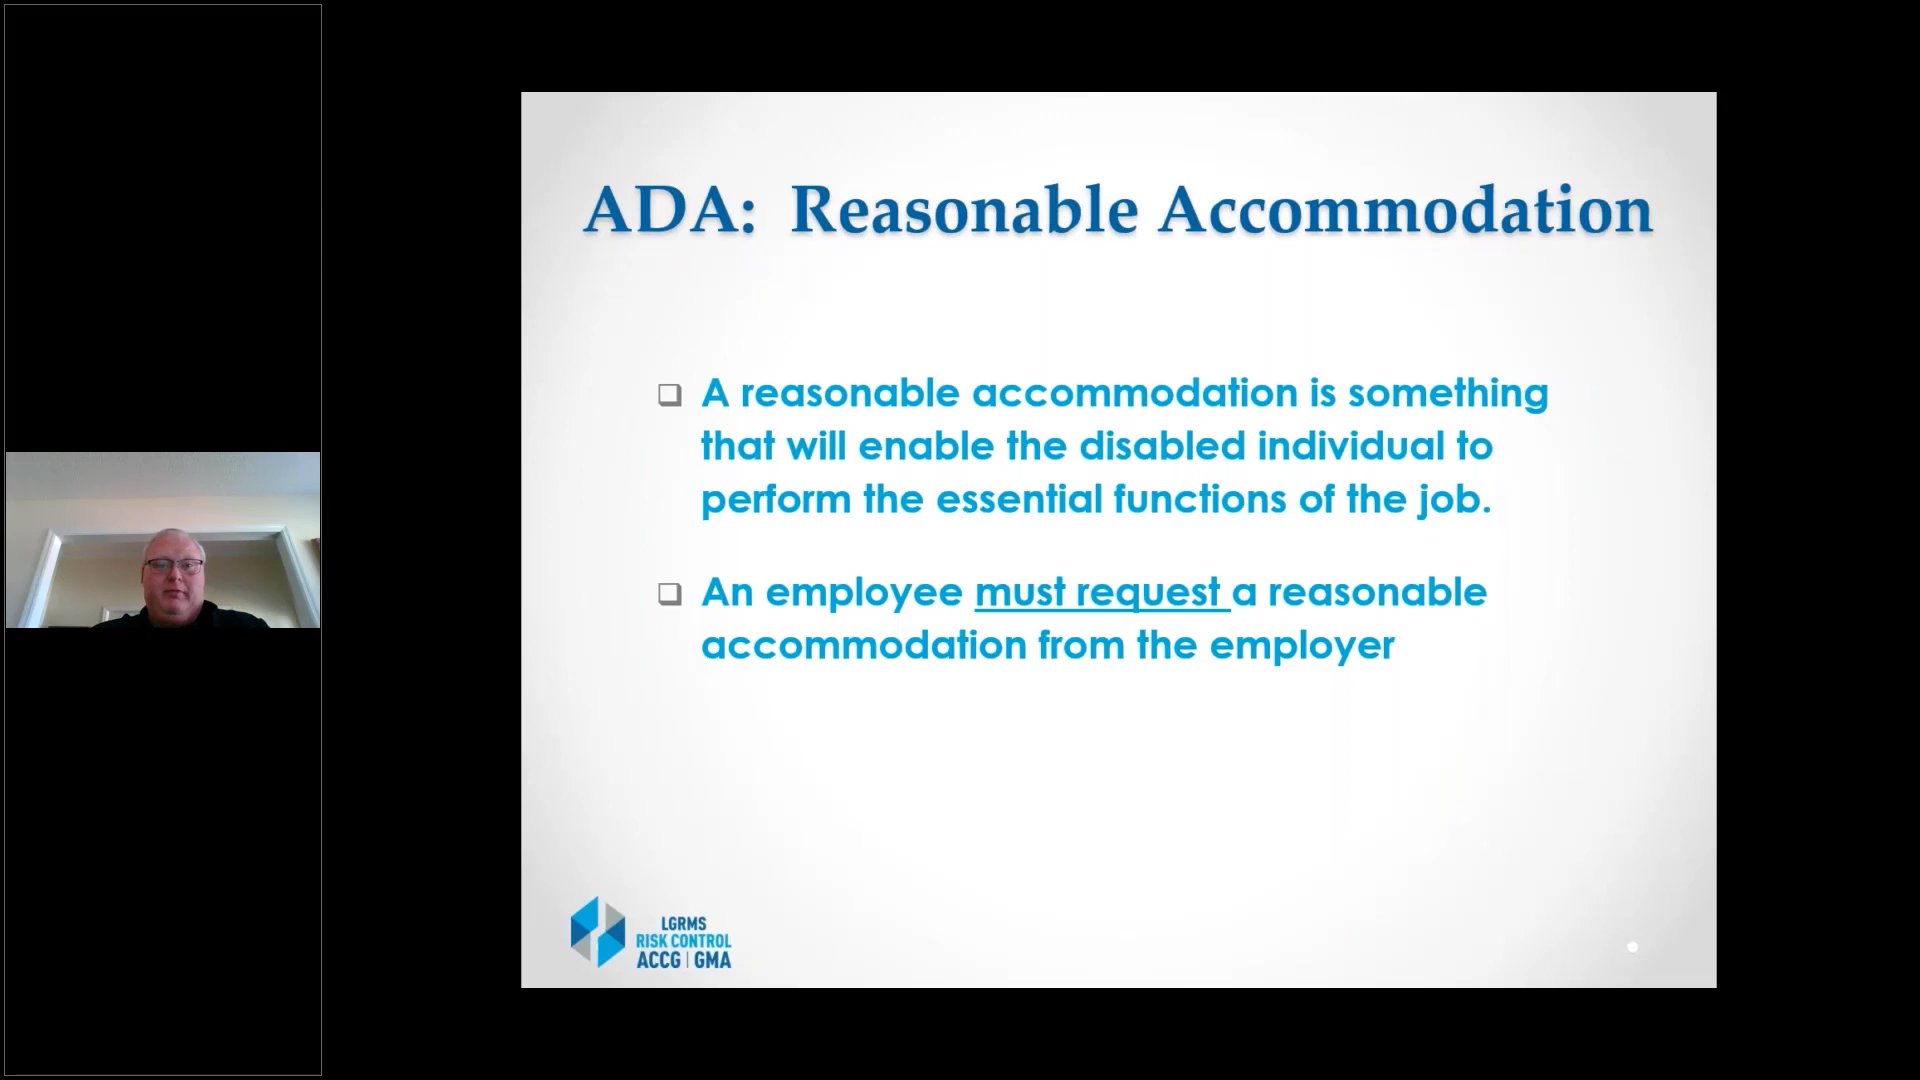 ADA: Reasonable Accommodation
A reasonable accommodation is something
that will enable the disabled individual to
perform the essential functions of the job.
An employee must request a reasonable
accommodation from the employer
LGRMS
RISK CONTROL
ACCG | GMA